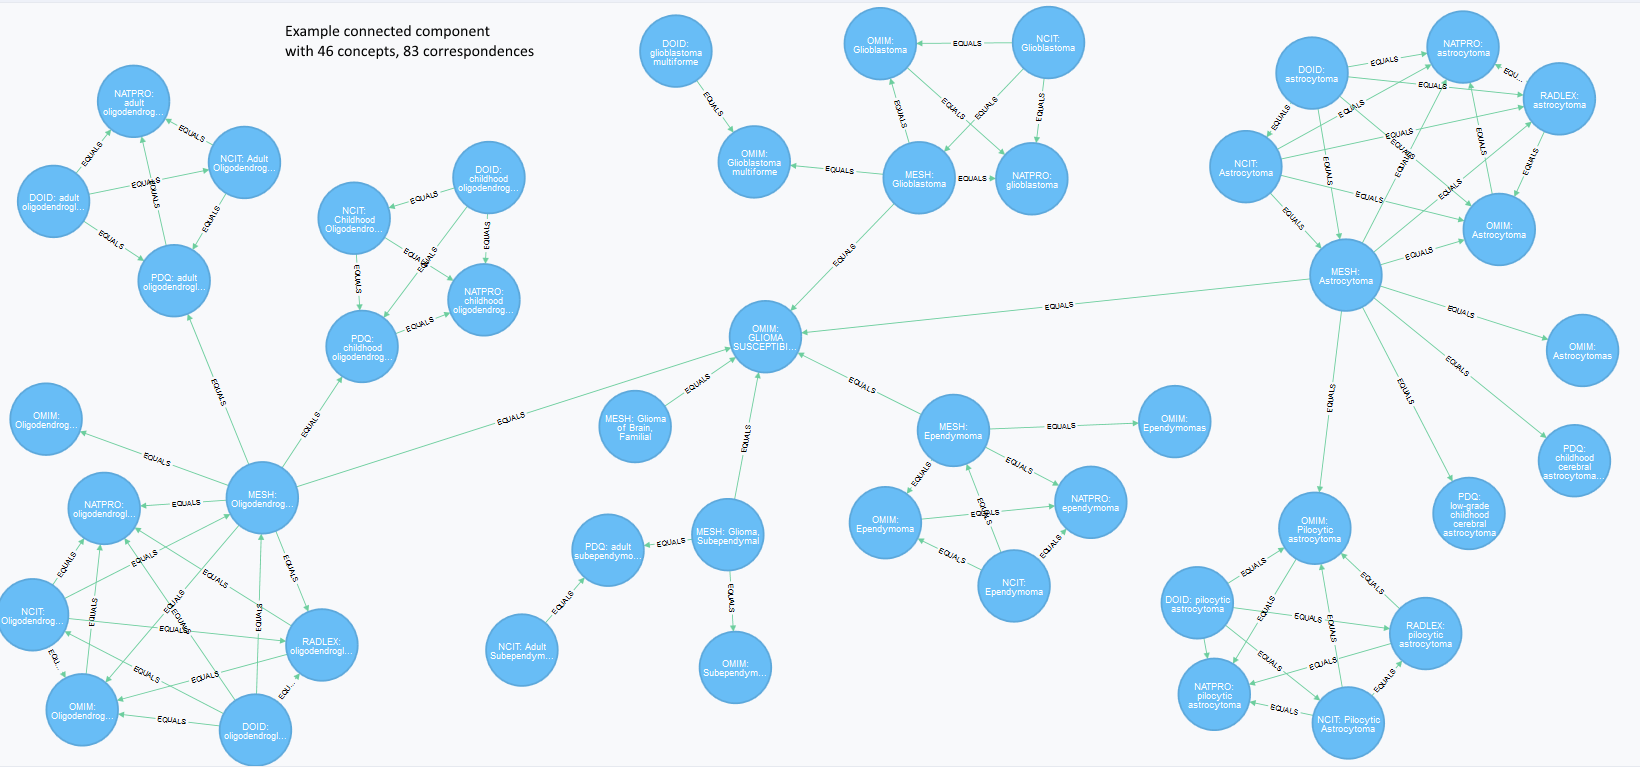 Example connected component
with 46 concepts, 83 correspondences
DOID:
glioblastoma
multiforme
EQUALS
OMIM:
Glioblastoma
multiforme
OMIM:
Glioblastoma
EQUALS
NCIT:
Glioblastoma
EQUALS
EQUALS
EQUALS
EQUALS
MESH:
Glioblastoma
EQUALS
EQUALS
NATPRO:
glioblastoma
EQUALS
NATPRO:
adult
oligodendrog...
EQUALS
EQUALS
NCIT: Adult
Oligodendrog...
EQUALS
EQUALS
DOID: adult
oligodendrogl...
EQUALS
EQUALS
PDQ: adult
oligodendrogl...
EQUALS
DOID:
childhood
oligodendrog...
EQUALS
NCIT:
Childhood
Oligodendro...
EQUALS
EQUALS
EQUALS
EQUALS
NATPRO:
childhood
oligodendrog...
EQUALS
PDQ:
childhood
oligodendrog...
EQUALS
DOID:
astrocytoma
EQUALS
NATPRO:
astrocytoma
EQU...
EQUALS
RADLEX:
astrocytoma
EQUALS
EQUALS
EQUALS
EQUALS
EQUALS
EQUALS
NCIT:
Astrocytoma
EQUALS
EQUALS
EQUALS
EQUALS
EQUALS
EQUALS
OMIM:
Astrocytoma
EQUALS
MESH:
Astrocytoma
EQUALS
EQUALS
OMIM:
Astrocytomas
EQUALS
PDQ:
childhood
cerebral
astrocytoma...
EQUALS
PDQ:
low-grade
childhood
cerebral
astrocytoma
EQUALS
OMIM:
GLIOMA
SUSCEPTIBI...
EQUALS
MESH: Glioma
of Brain,
Familial
EQUALS
EQUALS
EQUALS
MESH:
Ependymoma
EQUALS
OMIM:
Ependymomas
EQUALS
EQUALS
OMIM:
Ependymoma
EQUALS
EQUALS
NATPRO:
ependymoma
EQUALS
EQUALS
NCIT:
Ependymoma
MESH: Glioma,
Subependymal
EQUALS
PDQ: adult
subependymo...
EQUALS
EQUALS
NCIT: Adult
Subependym...
OMIM:
Subependym...
OMIM:
Oligodendrog...
EQUALS
MESH:
Oligodendrog...
EQUALS
NATPRO:
oligodendrogl...
EQUALS
EQUALS
EQUALS
EQUALS
EQUALS
EQUALS
EQUALS
EQUALS
NCIT:
Oligodendrog...
EQUALS
EQU...
RADLEX:
oligodendrogl...
EQUALS
EQUALS
EQU...
OMIM:
Oligodendrog...
EQUALS
DOID:
oligodendrogl...
OMIM:
Pilocytic
astrocytoma
EQUALS
EQUALS
EQUALS
DOID: pilocytic
astrocytoma
EQUALS
EQUALS
RADLEX:
pilocytic
astrocytoma
EQUALS
EQUALS
EQUALS
NATPRO:
pilocytic
astrocytoma
EQUALS
NCIT: Pilocytic
Astrocytoma